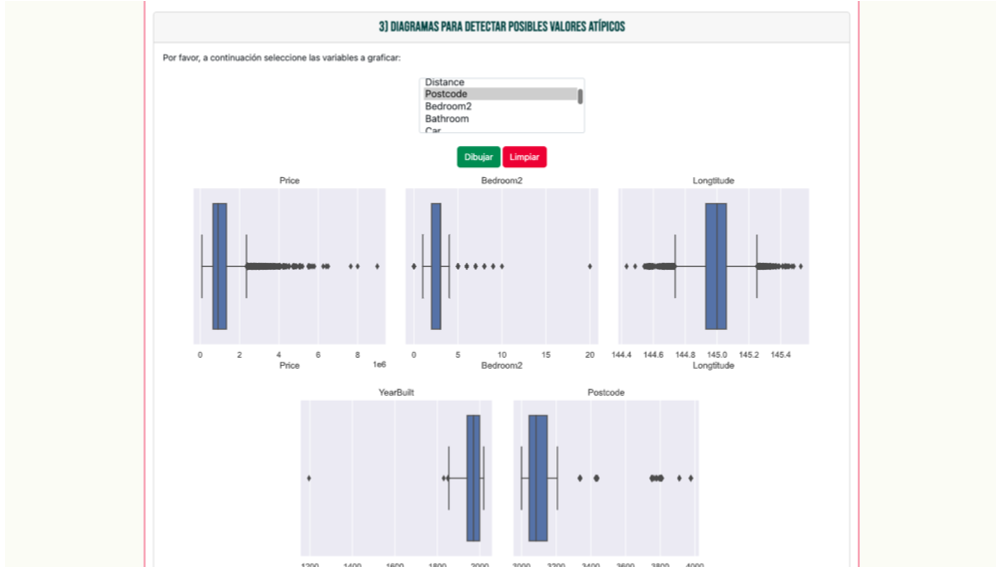 3) DIAGRAMAS PARA DETECTAR POSIBLES VALORES ATÍPICOS
Por favor, a continuación seleccione las variables a graficar:
Distance
Postcode
Bedroom2
Bathroom
Car
Dibujar Limpiar
Price Bedroom2 Longtitude
0 2 4 6 8 0 5 10 15 20 144.4 144.6 144.8 145.0 145.2 145.4
1e6
Price Bedroom2 Longtitude
YearBuilt Postcode
1200 1400 1600 1800 2000 3000 3200 3400 3600 3800 4000